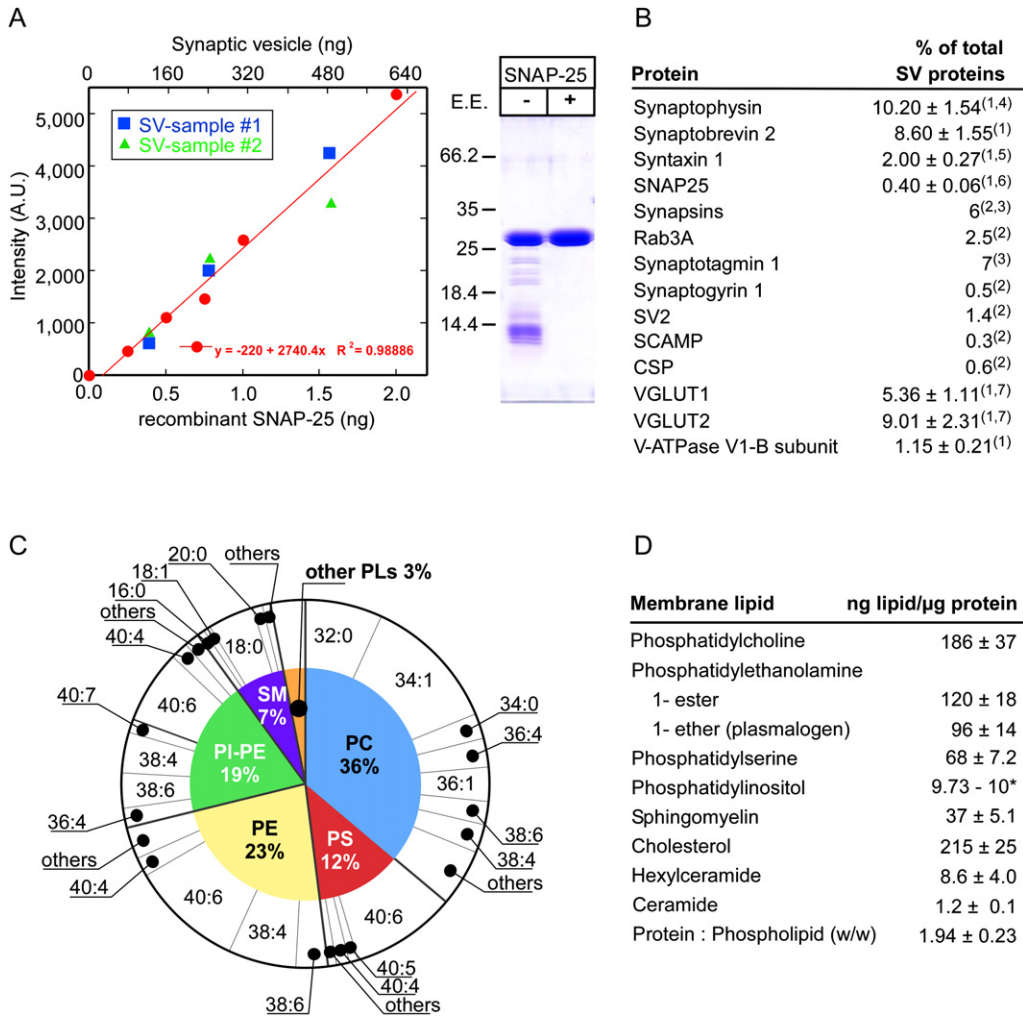 A
Synaptic vesicle (ng)
0 160 240 320 480 640
5,000
4,000
3,000
2,000
1,000
0
Intensity (A.U.)
SV-sample #1
SV-sample #2
y = -220 + 2740.4x R²= 0.98886
0.0 0.5 1.0 1.5 2.0
recombinant SNAP-25 (ng)
SNAP-25
E.E. - +
66.2
35
25
18.4
14.4
B
Protein % of total SV proteins
Synaptophysin 10.20 ± 1.54(1,4)
Synaptobrevin 2 8.60 ± 1.55(1)
Syntaxin 1 2.00 ± 0.27(1,5)
SNAP25 0.40 ± 0.06(1,6)
Synapsins 6(2,3)
Rab3A 2.5(2)
Synaptotagmin 1 7(3)
Synaptogyrin 1 0.5(2)
SV2 1.4(2)
SCAMP 0.3(2)
CSP 0.6(2)
VGLUT1 5.36 ± 1.11(1,7)
VGLUT2 9.01 ± 2.31(1,7)
V-ATPase V1-B subunit 1.15 ± 0.21(1)
C
other PLs 3%
PC
36%
32:0
34:1
34:0
36:4
36:1
38:6
38:4
others
PS
12%
40:6
40:5
40:4
others
PE
23%
38:6
38:4
40:6
40:4
others
PI-PE
19%
36:4
38:6
38:4
40:7
40:6
40:4
others
SM
7%
16:0
18:1
18:0
20:0
others
D
Membrane lipid ng lipid/µg protein
Phosphatidylcholine 186 ± 37
Phosphatidylethanolamine
1- ester 120 ± 18
1- ether (plasmalogen) 96 ± 14
Phosphatidylserine 68 ± 7.2
Phosphatidylinositol 9.73 - 10*
Sphingomyelin 37 ± 5.1
Cholesterol 215 ± 25
Hexylceramide 8.6 ± 4.0
Ceramide 1.2 ± 0.1
Protein : Phospholipid (w/w) 1.94 ± 0.23